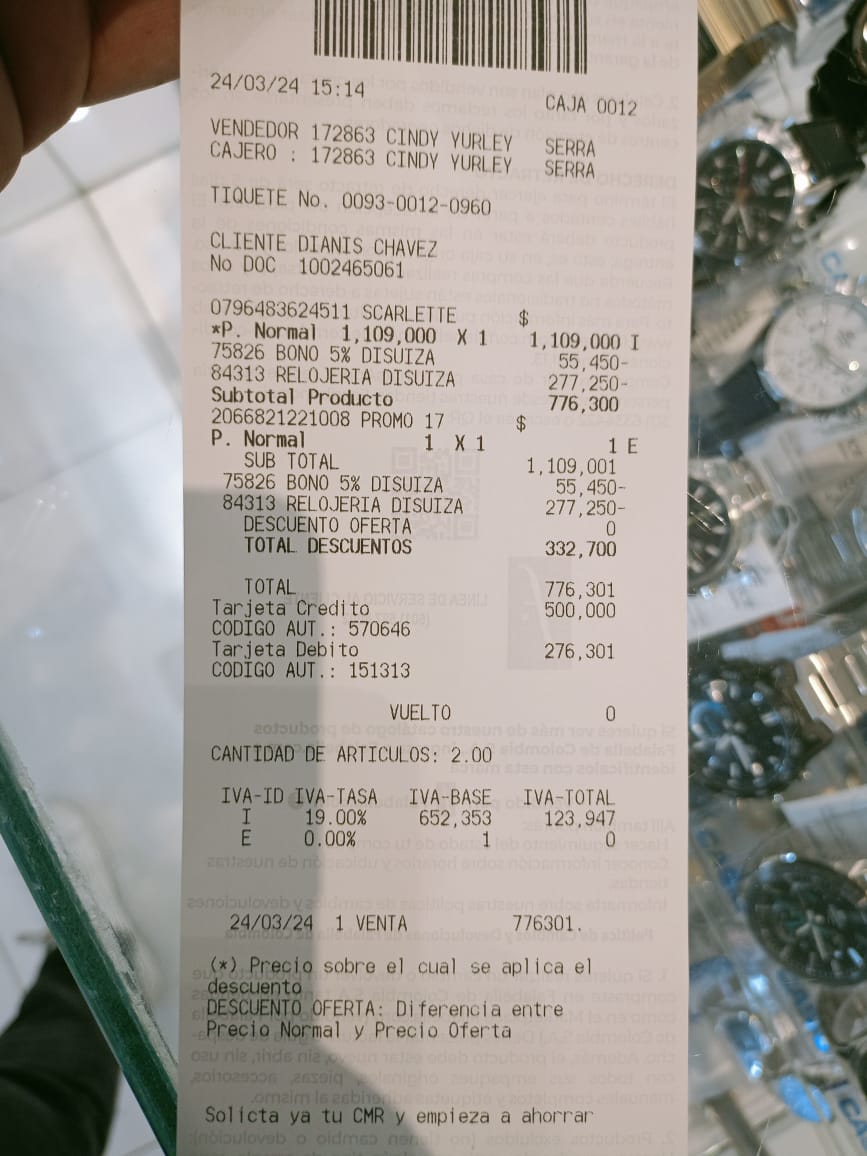 24/03/24 15:14 CAJA 0012
VENDEDOR 172863 CINDY YURLEY SERRA
CAJERO : 172863 CINDY YURLEY SERRA
TIQUETE No. 0093-0012-0960
CLIENTE DIANIS CHAVEZ
No DOC 1002465061
0796483624511 SCARLETTE $
*P. Normal 1,109,000 X 1 1,109,000 I
75826 BONO 5% DISUIZA 55,450-
84313 RELOJERIA DISUIZA 277,250-
Subtotal Producto 776,300
2066821221008 PROMO 17 $
P. Normal 1 X 1 1 E
SUB TOTAL 1,109,001
75826 BONO 5% DISUIZA 55,450-
84313 RELOJERIA DISUIZA 277,250-
DESCUENTO OFERTA 0
TOTAL DESCUENTOS 332,700
TOTAL 776,301
Tarjeta Credito 500,000
CODIGO AUT.: 570646
Tarjeta Debito 276,301
CODIGO AUT.: 151313
VUELTO 0
CANTIDAD DE ARTICULOS: 2.00
IVA-ID IVA-TASA IVA-BASE IVA-TOTAL
I 19.00% 652,353 123,947
E 0.00% 1 0
24/03/24 1 VENTA 776301.
(*) Precio sobre el cual se aplica el
descuento
DESCUENTO OFERTA: Diferencia entre
Precio Normal y Precio Oferta
Solicta ya tu CMR y empieza a ahorrar